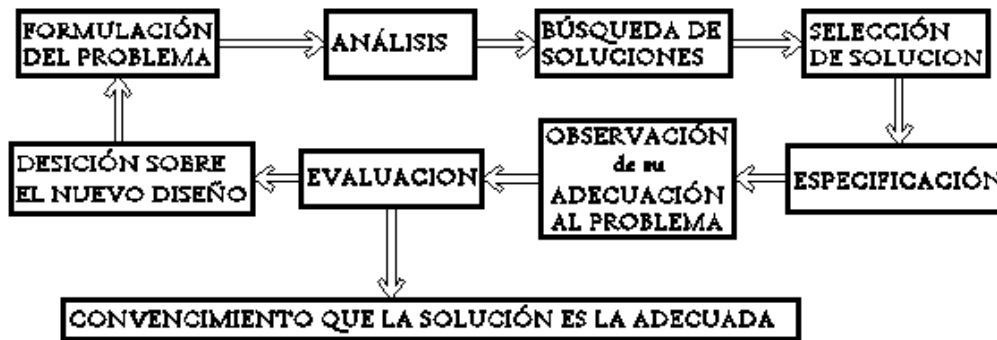 FORMULACIÓN
DEL PROBLEMA
ANÁLISIS
BÚSQUEDA DE
SOLUCIONES
SELECCIÓN
DE SOLUCION
ESPECIFICACIÓN
OBSERVACIÓN
de su
ADECUACIÓN
AL PROBLEMA
EVALUACION
DESICIÓN SOBRE
EL NUEVO DISEÑO
CONVENCIMIENTO QUE LA SOLUCIÓN ES LA ADECUADA